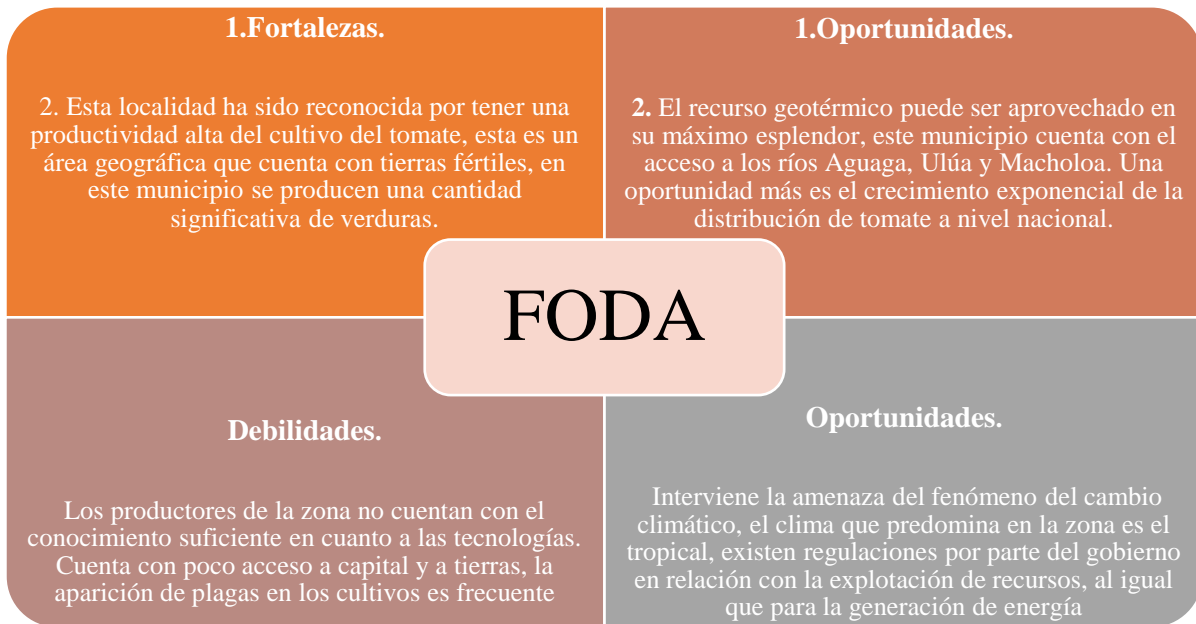 1.Fortalezas.
2. Esta localidad ha sido reconocida por tener una
productividad alta del cultivo del tomate, esta es un
área geográfica que cuenta con tierras fértiles, en
este municipio se producen una cantidad
significativa de verduras.
1.Oportunidades.
2. El recurso geotérmico puede ser aprovechado en
su máximo esplendor, este municipio cuenta con el
acceso a los ríos Aguaga, Ulúa y Macholoa. Una
oportunidad más es el crecimiento exponencial de la
distribución de tomate a nivel nacional.
FODA
Debilidades.
Los productores de la zona no cuentan con el
conocimiento suficiente en cuanto a las tecnologías.
Cuenta con poco acceso a capital y a tierras, la
aparición de plagas en los cultivos es frecuente
Oportunidades.
Interviene la amenaza del fenómeno del cambio
climático, el clima que predomina en la zona es el
tropical, existen regulaciones por parte del gobierno
en relación con la explotación de recursos, al igual
que para la generación de energía